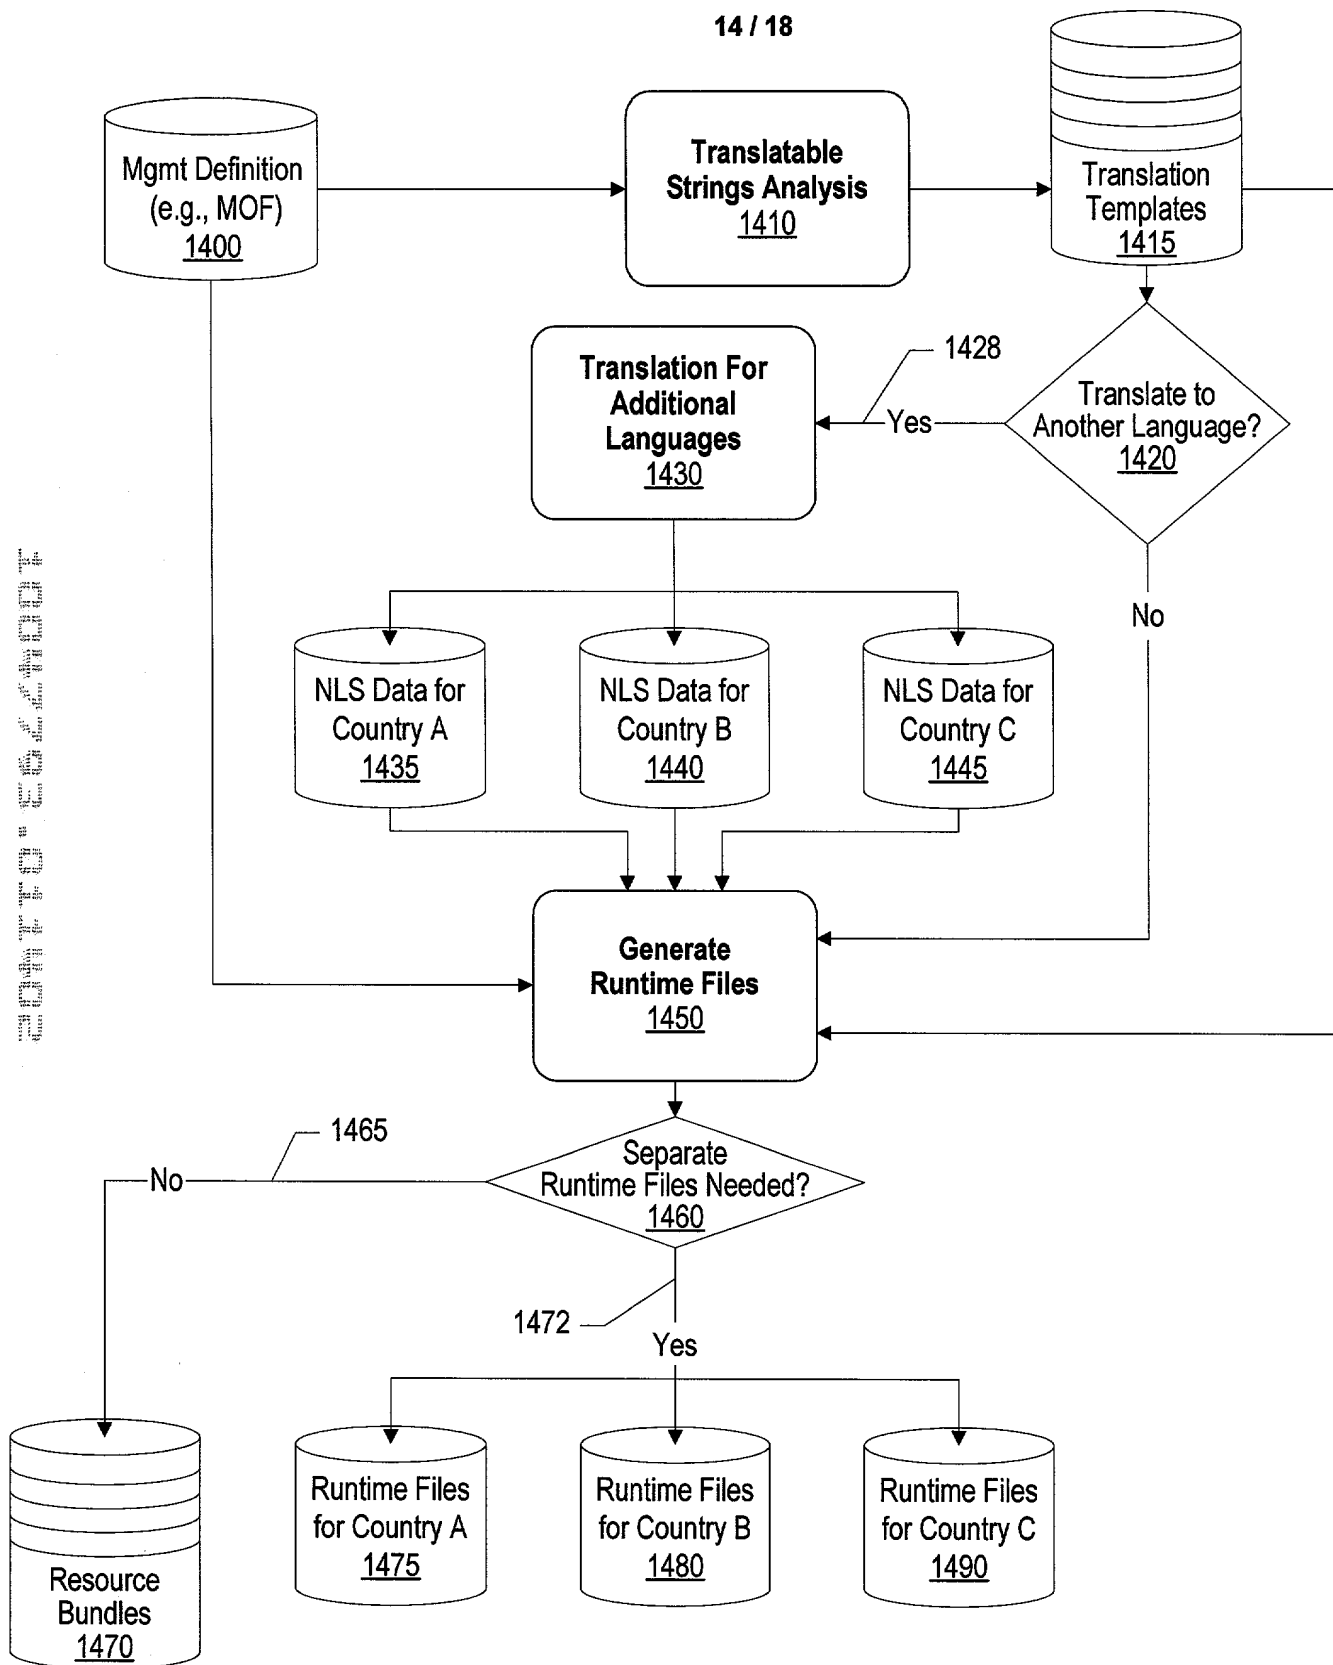 14 / 18
Mgmt Definition
(e.g., MOF)
1400
Translatable
Strings Analysis
1410
Translation
Templates
1415
Translation For
Additional
Languages
1430
1428
Yes
Translate to
Another Language?
1420
No
NLS Data for
Country A
1435
NLS Data for
Country B
1440
NLS Data for
Country C
1445
Generate
Runtime Files
1450
1465
No
Separate
Runtime Files Needed?
1460
1472
Yes
Resource
Bundles
1470
Runtime Files
for Country A
1475
Runtime Files
for Country B
1480
Runtime Files
for Country C
1490